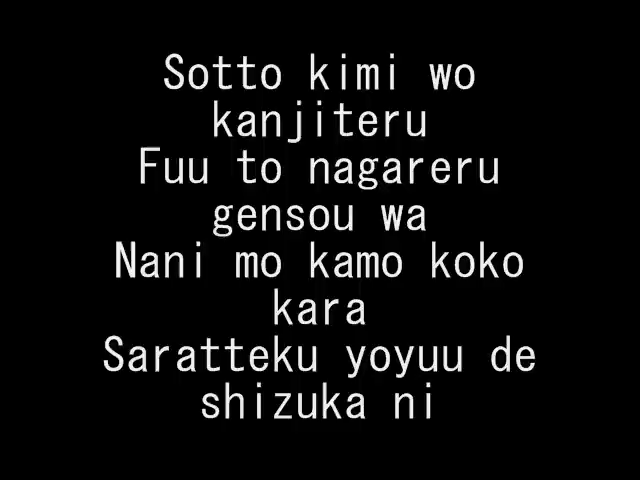 Sotto kimi wo
kanjiteru
Fuu to nagareru
gensou wa
Nani mo kamo koko
kara
Saratteku yoyuu de
shizuka ni